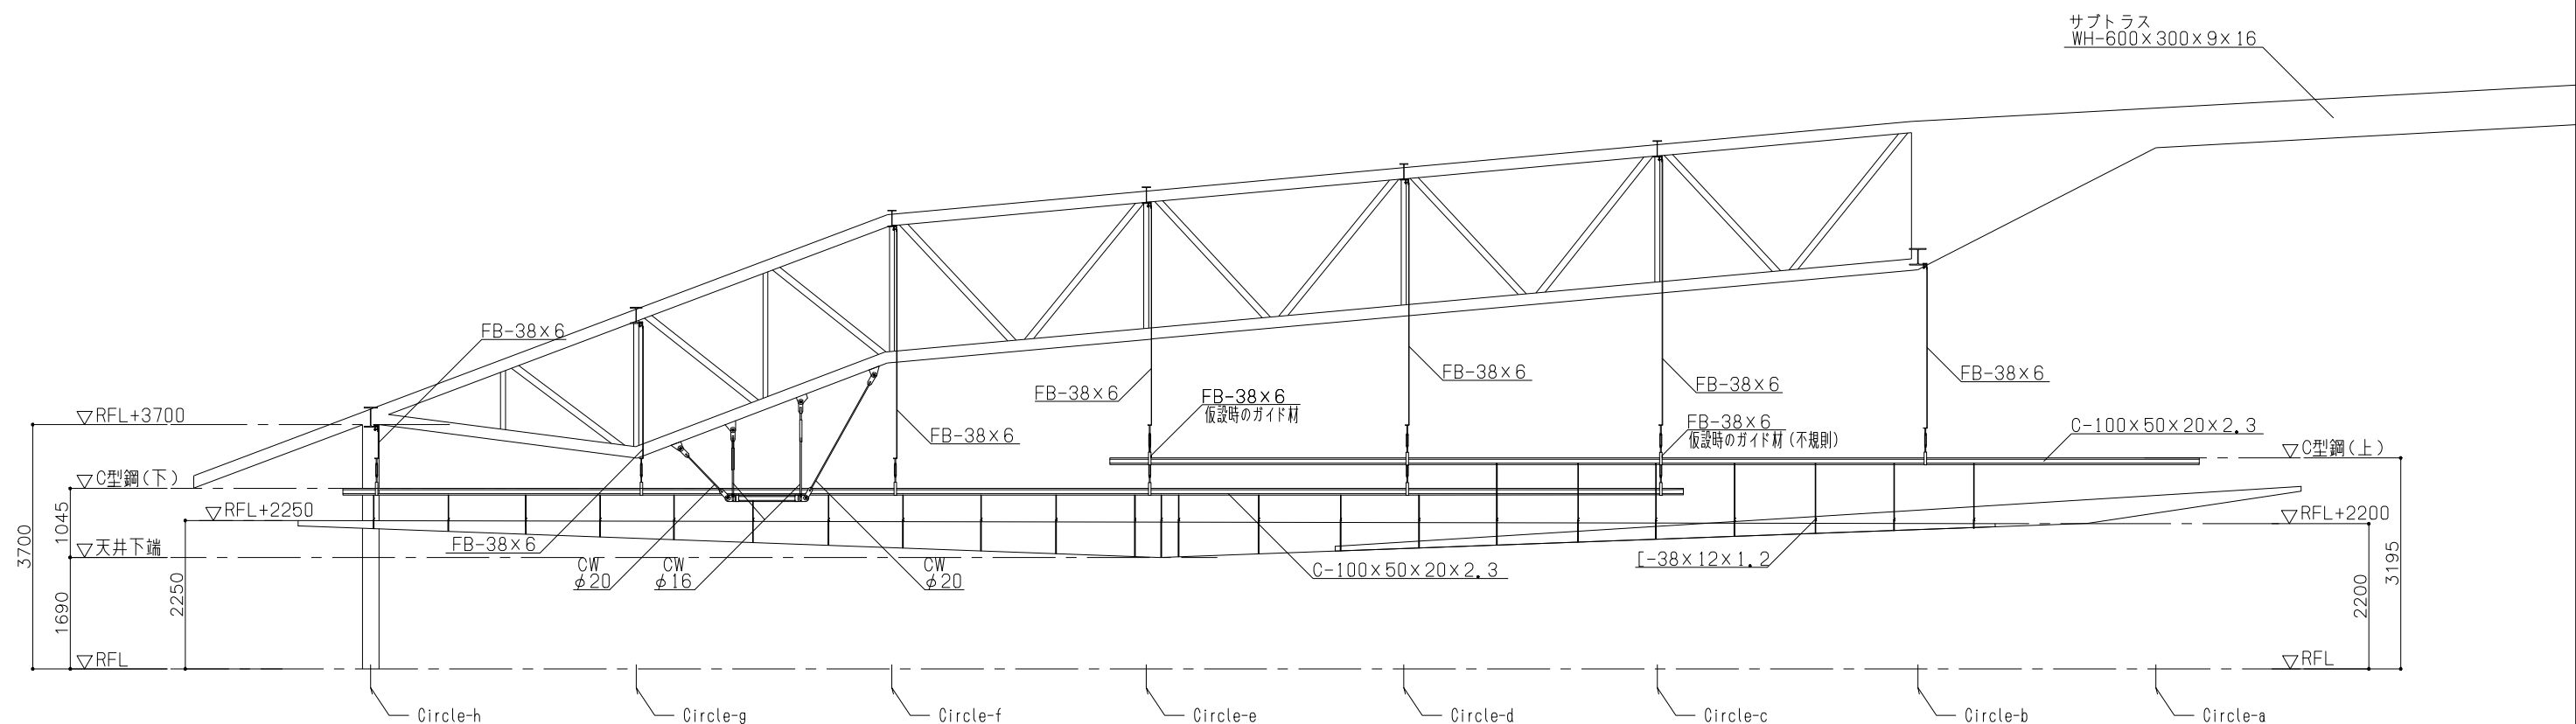 サブトラス
WH-600×300×9×16
FB-38×6
FB-38×6
FB-38×6
FB-38×6
FB-38×6
FB-38×6
仮設時のガイド材
FB-38×6
FB-38×6
仮設時のガイド材(不規則)
C-100×50×20×2.3
▽RFL+3700
▽C型鋼(下)
▽C型鋼(上)
▽RFL+2250
▽RFL+2200
▽天井下端
FB-38×6
CW
φ20
CW
φ16
CW
φ20
C-100×50×20×2.3
[-38×12×1.2
3700
1045
1690
2250
2200
3195
▽RFL
▽RFL
Circle-h
Circle-g
Circle-f
Circle-e
Circle-d
Circle-c
Circle-b
Circle-a